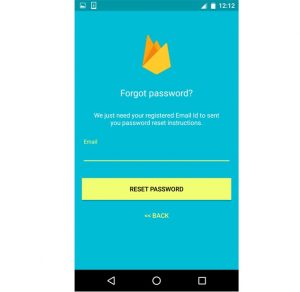 12:12
Forgot password?
We just need your registered Email Id to sent
you password reset instructions.
Email
RESET PASSWORD
<< BACK